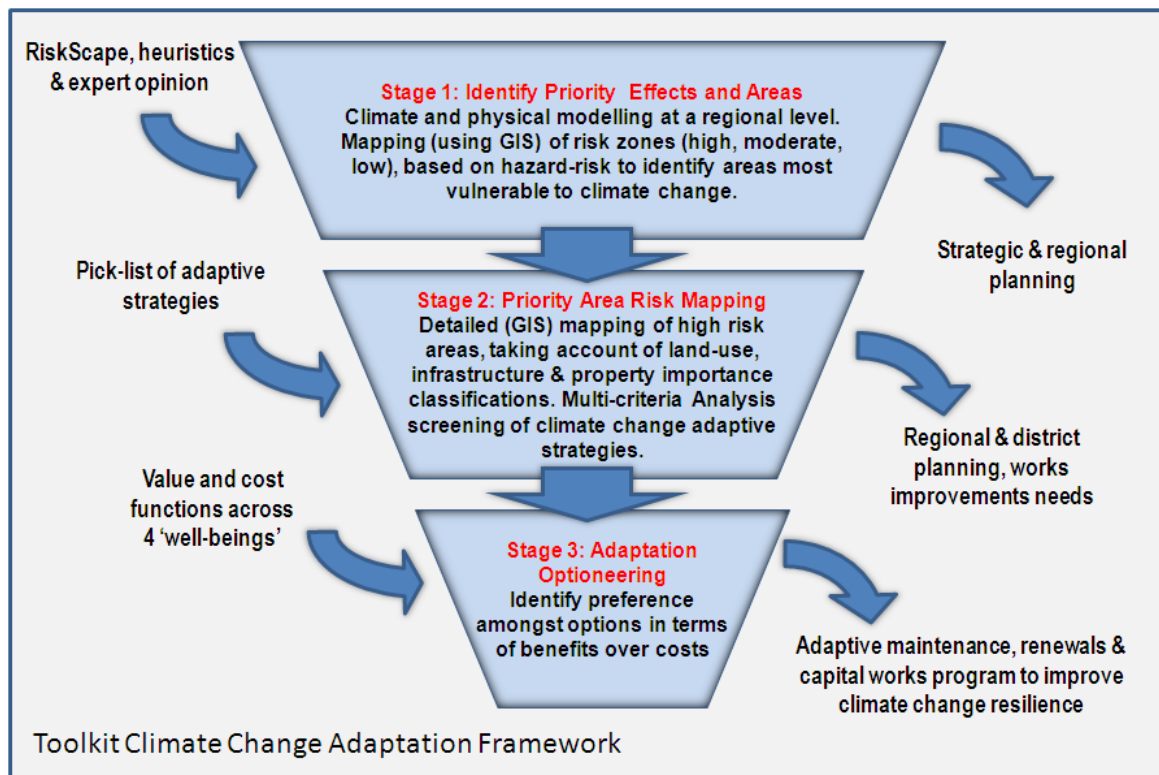 RiskScape, heuristics
& expert opinion
Stage 1: Identify Priority Effects and Areas
Climate and physical modelling at a regional level.
Mapping (using GIS) of risk zones (high, moderate,
low), based on hazard-risk to identify areas most
vulnerable to climate change.
Strategic & regional
planning
Pick-list of adaptive
strategies
Stage 2: Priority Area Risk Mapping
Detailed (GIS) mapping of high risk
areas, taking account of land-use,
infrastructure & property importance
classifications. Multi-criteria Analysis
screening of climate change adaptive
strategies.
Regional & district
planning, works
improvements needs
Value and cost
functions across
4 ‘well-beings’
Stage 3: Adaptation
Optioneering
Identify preference
amongst options in terms
of benefits over costs
Adaptive maintenance, renewals &
capital works program to improve
climate change resilience
Toolkit Climate Change Adaptation Framework